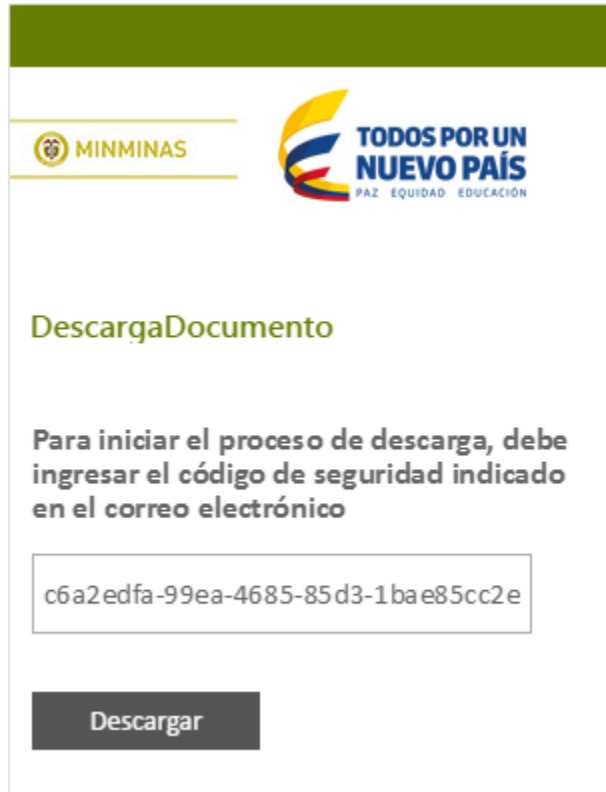 MINMINAS
TODOS POR UN
NUEVO PAÍS
PAZ EQUIDAD EDUCACIÓN
DescargaDocumento
Para iniciar el proceso de descarga, debe
ingresar el código de seguridad indicado
en el correo electrónico
c6a2edfa-99ea-4685-85d3-1bae85cc2e
Descargar